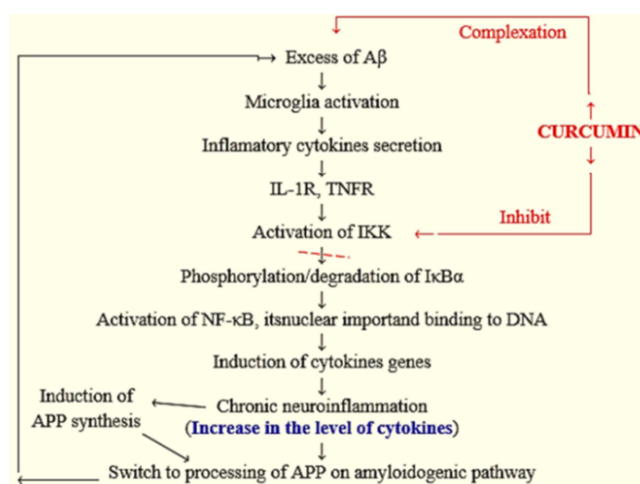 Complexation
Excess of Aβ
Microglia activation
CURCUMIN
Inflamatory cytokines secretion
IL-1R, TNFR
Inhibit
Activation of IKK
Phosphorylation/degradation of IκBα
Activation of NF-κB, itsnuclear importand binding to DNA
Induction of cytokines genes
Induction of
APP synthesis
Chronic neuroinflammation
(Increase in the level of cytokines)
Switch to processing of APP on amyloidogenic pathway